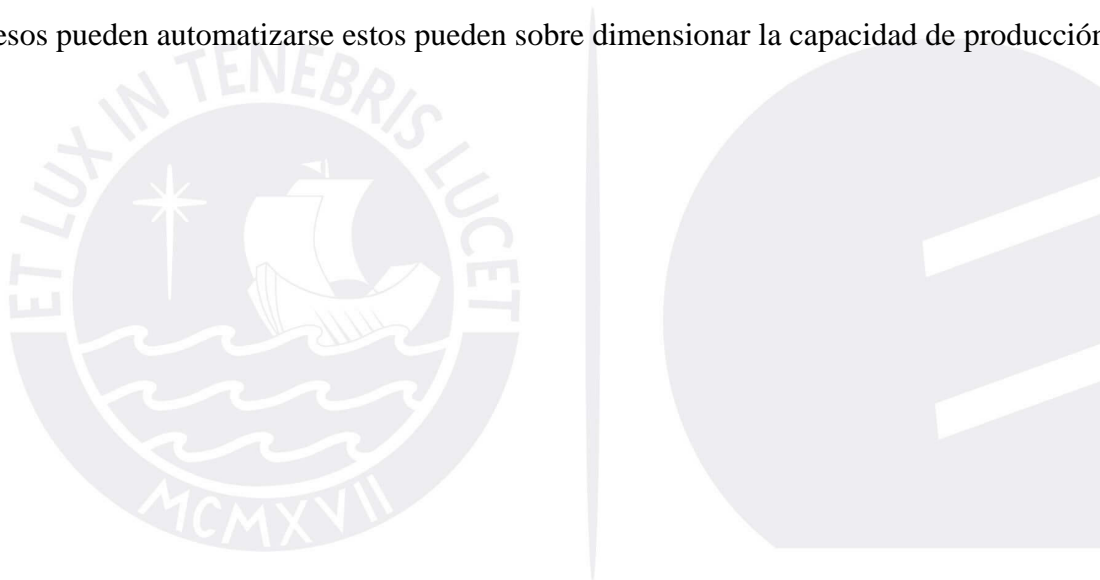 esos pueden automatizarse estos pueden sobre dimensionar la capacidad de producción
ET LUX IN TENEBRIS LUCET
MCMXVII